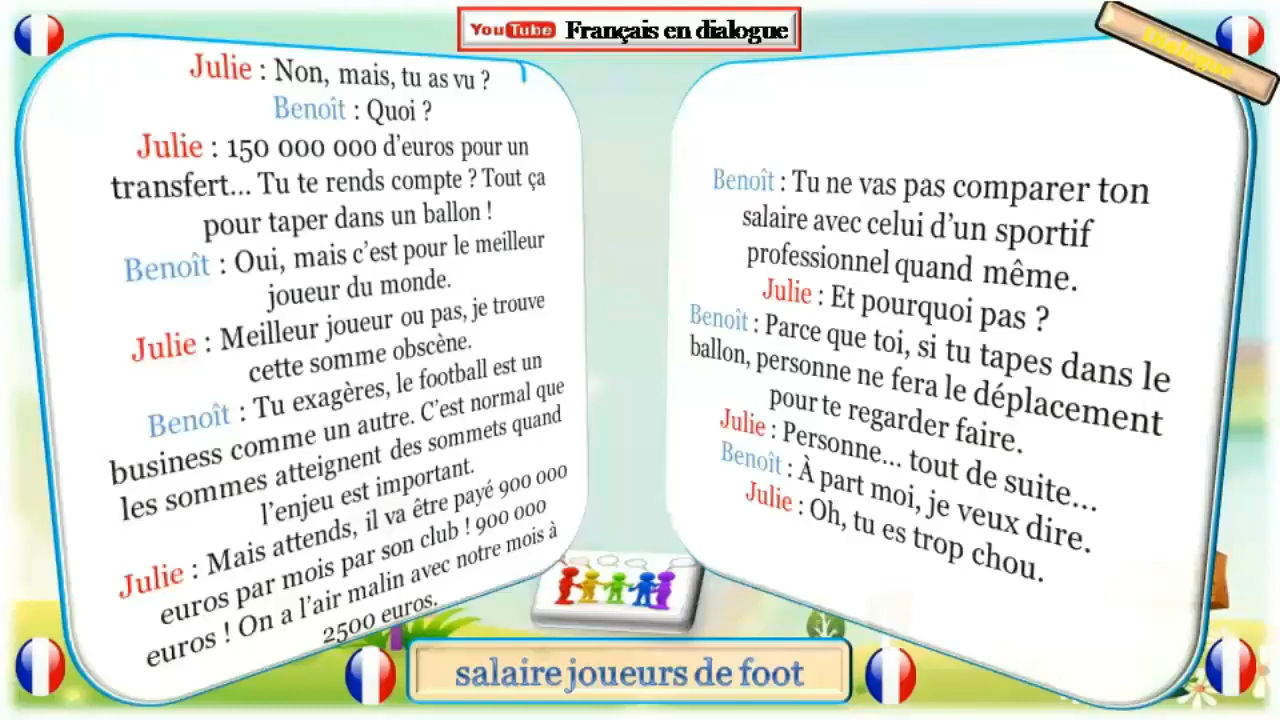 YouTube Français en dialogue
Dialogue
Julie : Non, mais, tu as vu ?
Benoît : Quoi ?
Julie : 150 000 000 d'euros pour un
transfert... Tu te rends compte ? Tout ça
pour taper dans un ballon !
Benoît : Oui, mais c'est pour le meilleur
joueur du monde.
Julie : Meilleur joueur ou pas, je trouve
cette somme obscène.
Benoît : Tu exagères, le football est un
business comme un autre. C'est normal que
les sommes atteignent des sommets quand
l'enjeu est important.
Julie : Mais attends, il va être payé 900 000
euros par mois par son club ! 900 000
euros ! On a l'air malin avec notre mois à
2500 euros.
Benoît : Tu ne vas pas comparer ton
salaire avec celui d'un sportif
professionnel quand même.
Julie : Et pourquoi pas ?
Benoît : Parce que toi, si tu tapes dans le
ballon, personne ne fera le déplacement
pour te regarder faire.
Julie : Personne... tout de suite...
Benoît : À part moi, je veux dire.
Julie : Oh, tu es trop chou.
salaire joueurs de foot